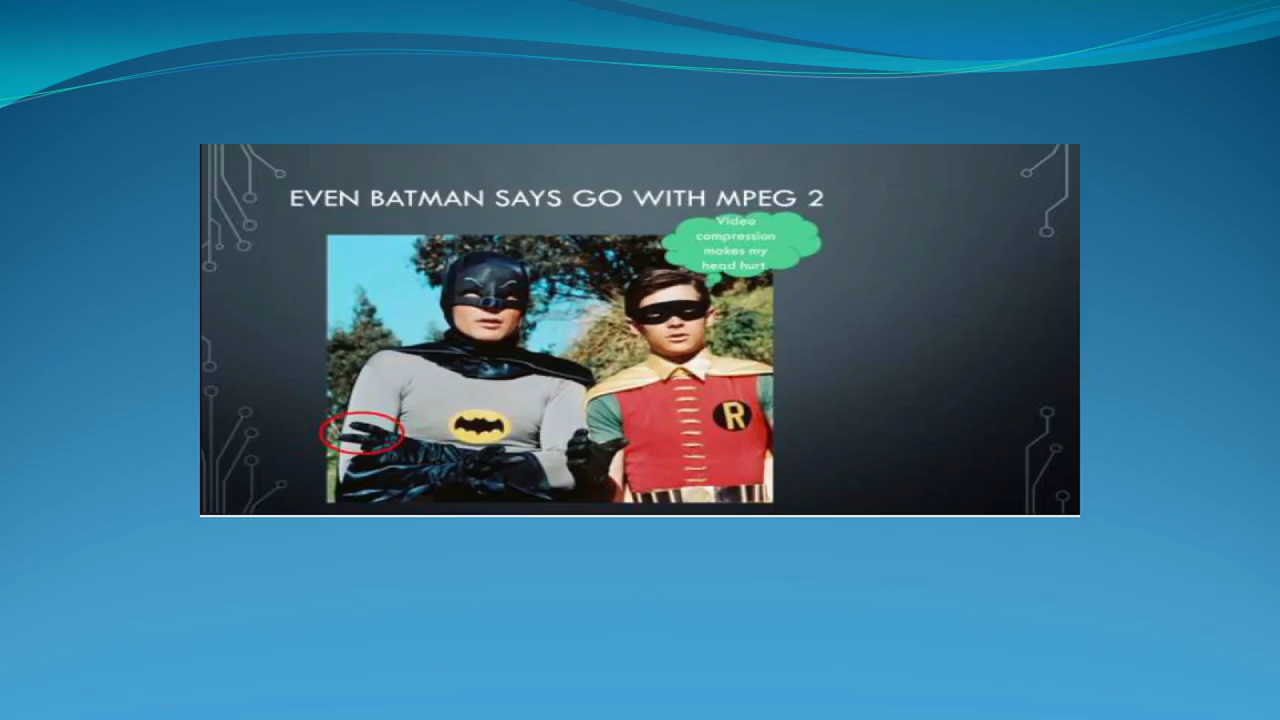 EVEN BATMAN SAYS GO WITH MPEG 2
Video
compression
makes my
head hurt.
R